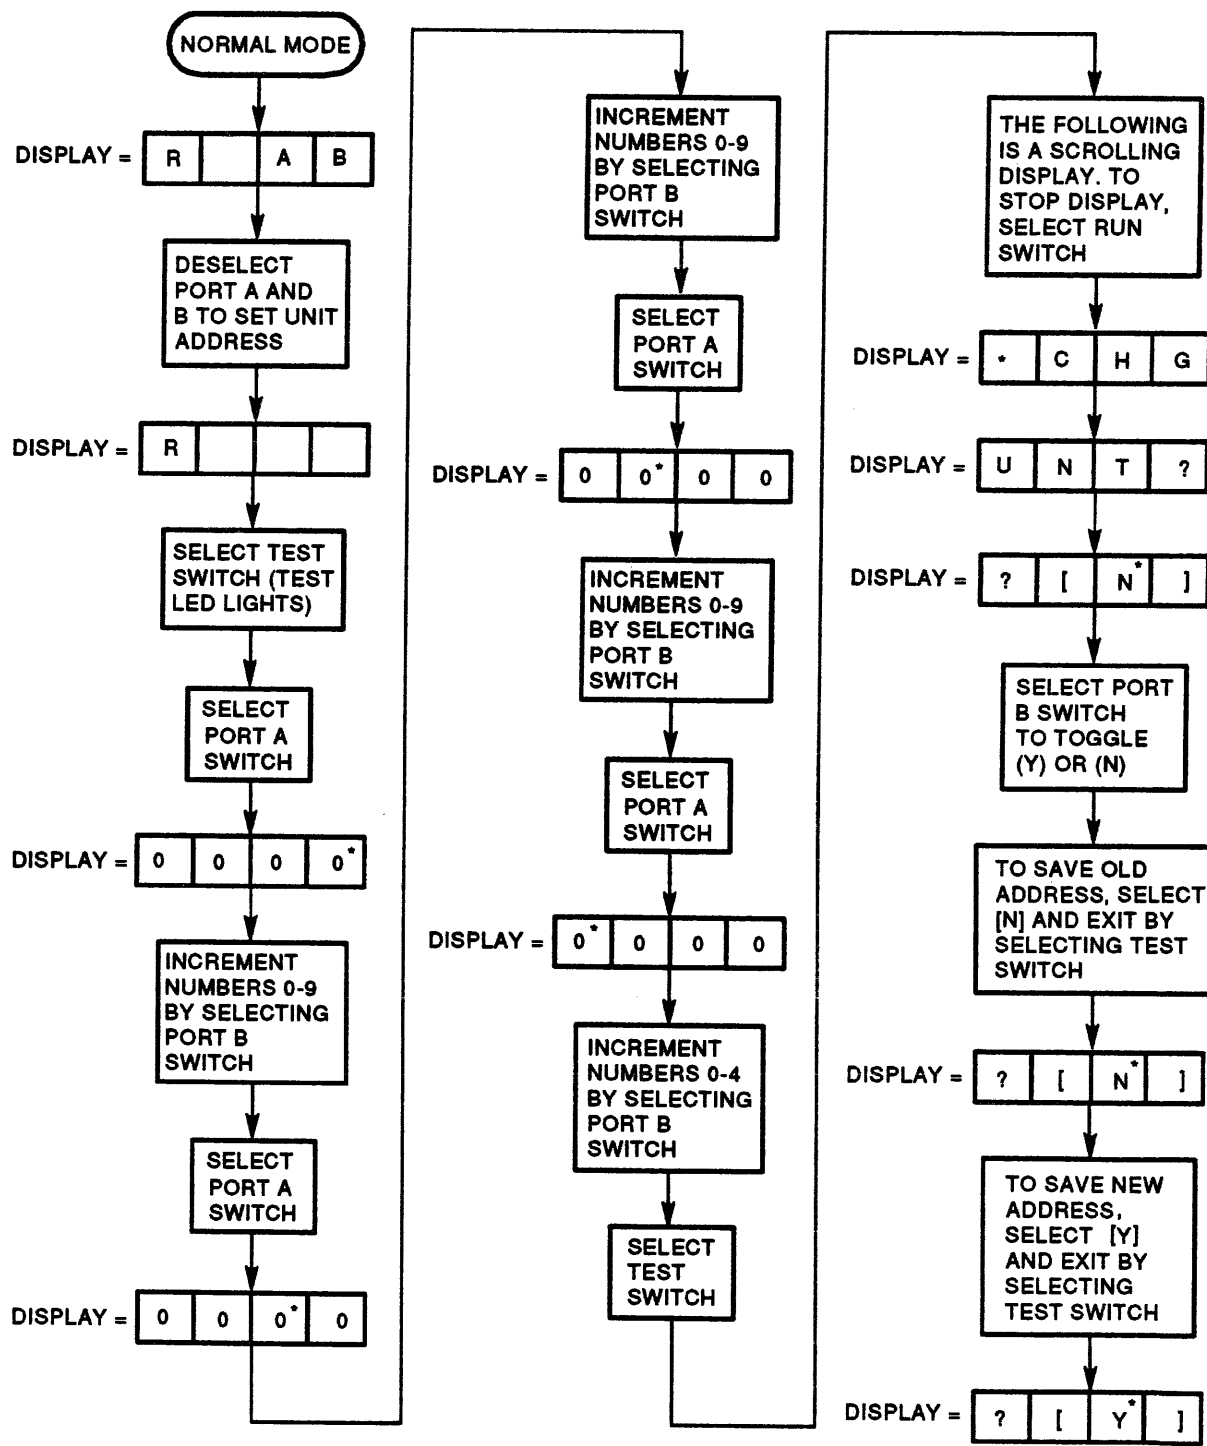 NORMAL MODE
DISPLAY = R A B
DESELECT
PORT A AND
B TO SET UNIT
ADDRESS
DISPLAY = R
SELECT TEST
SWITCH (TEST
LED LIGHTS)
SELECT
PORT A
SWITCH
DISPLAY = 0 0 0 0*
INCREMENT
NUMBERS 0-9
BY SELECTING
PORT B
SWITCH
SELECT
PORT A
SWITCH
DISPLAY = 0 0 0* 0
INCREMENT
NUMBERS 0-9
BY SELECTING
PORT B
SWITCH
SELECT
PORT A
SWITCH
DISPLAY = 0 0* 0 0
INCREMENT
NUMBERS 0-9
BY SELECTING
PORT B
SWITCH
SELECT
PORT A
SWITCH
DISPLAY = 0* 0 0 0
INCREMENT
NUMBERS 0-4
BY SELECTING
PORT B
SWITCH
SELECT
TEST
SWITCH
THE FOLLOWING
IS A SCROLLING
DISPLAY. TO
STOP DISPLAY,
SELECT RUN
SWITCH
DISPLAY = * C H G
DISPLAY = U N T ?
DISPLAY = ? [ N* ]
SELECT PORT
B SWITCH
TO TOGGLE
(Y) OR (N)
TO SAVE OLD
ADDRESS, SELECT
[N] AND EXIT BY
SELECTING TEST
SWITCH
DISPLAY = ? [ N* ]
TO SAVE NEW
ADDRESS,
SELECT [Y]
AND EXIT BY
SELECTING
TEST SWITCH
DISPLAY = ? [ Y* ]